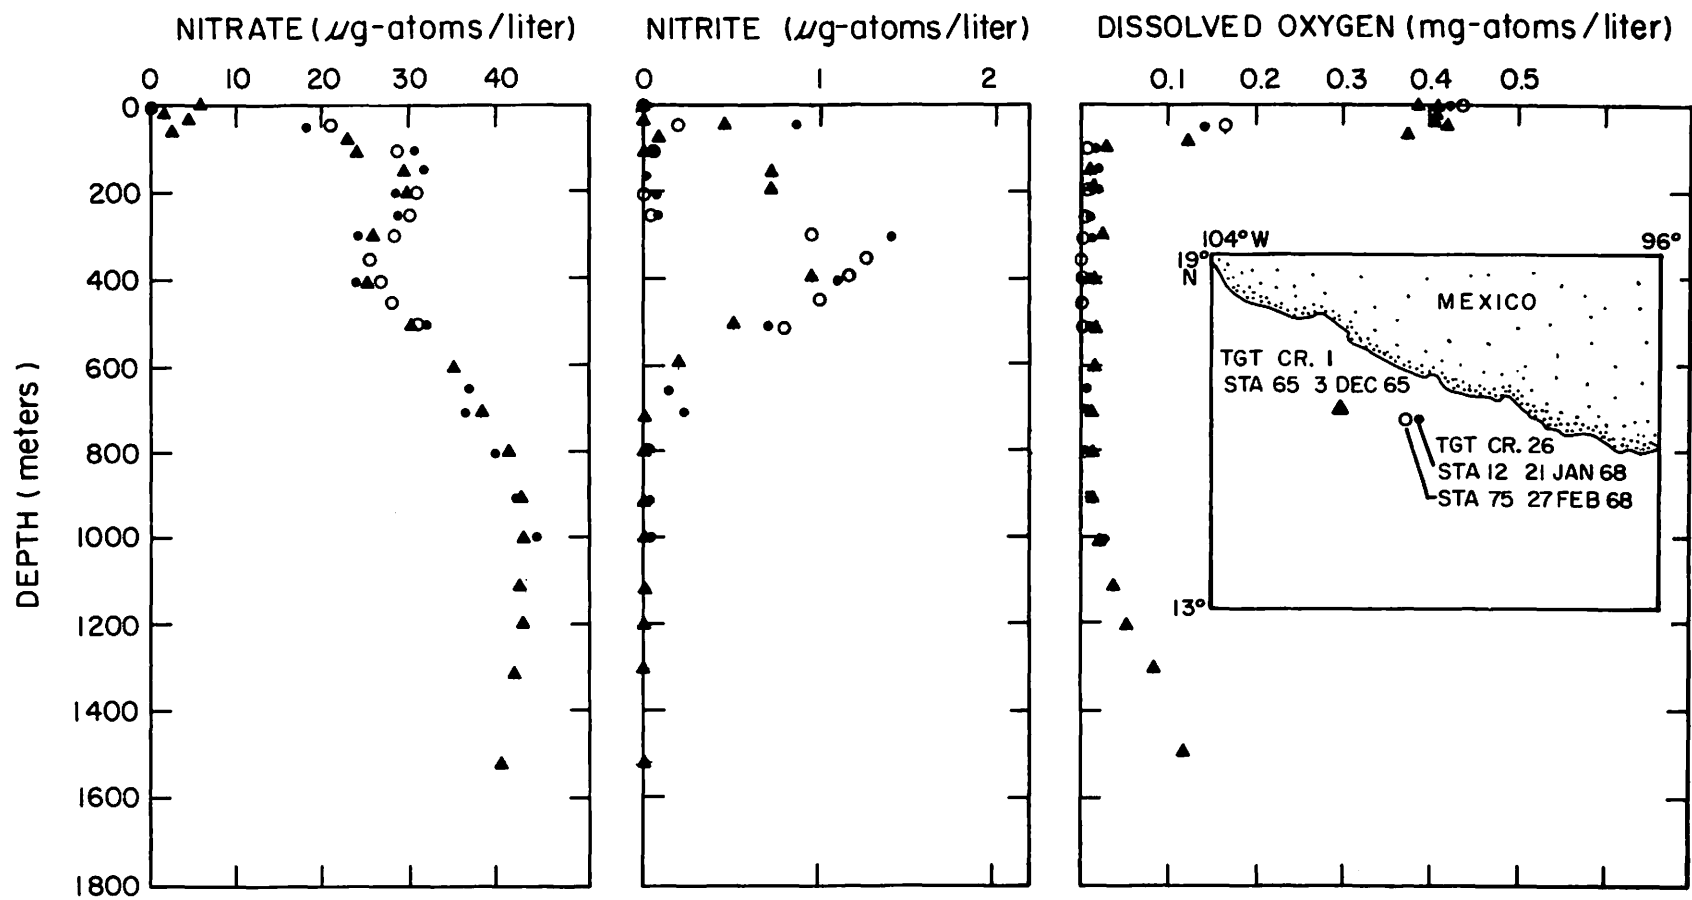 NITRATE (μg-atoms/liter) NITRITE (μg-atoms/liter) DISSOLVED OXYGEN (mg-atoms/liter)
0 10 20 30 40 0 1 2 0.1 0.2 0.3 0.4 0.5
0
200
400
600
800
1000
1200
1400
1600
1800
DEPTH (meters)
104° W 96°
19°
N
MEXICO
TGT CR. 1
STA 65 3 DEC 65
TGT CR. 26
STA 12 21 JAN 68
STA 75 27 FEB 68
13°